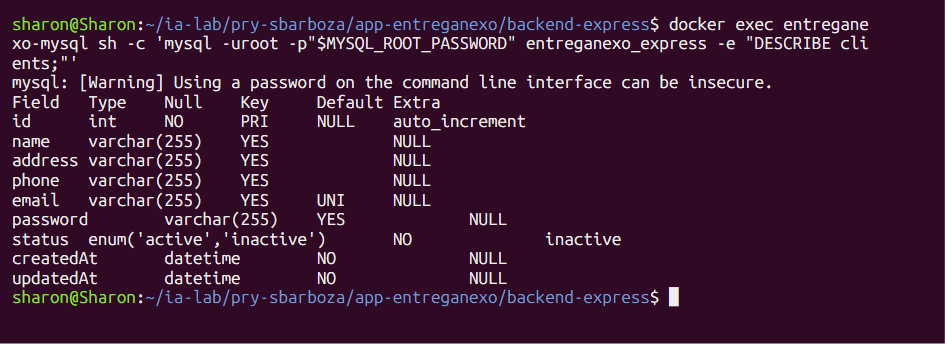 sharon@Sharon:~/ia-lab/pry-sbarboza/app-entreganexo/backend-express$ docker exec entregane
xo-mysql sh -c 'mysql -uroot -p"$MYSQL_ROOT_PASSWORD" entreganexo_express -e "DESCRIBE cli
ents;"'
mysql: [Warning] Using a password on the command line interface can be insecure.
Field Type Null Key Default Extra
id int NO PRI NULL auto_increment
name varchar(255) YES NULL
address varchar(255) YES NULL
phone varchar(255) YES NULL
email varchar(255) YES UNI NULL
password varchar(255) YES NULL
status enum('active','inactive') NO inactive
createdAt datetime NO NULL
updatedAt datetime NO NULL
sharon@Sharon:~/ia-lab/pry-sbarboza/app-entreganexo/backend-express$